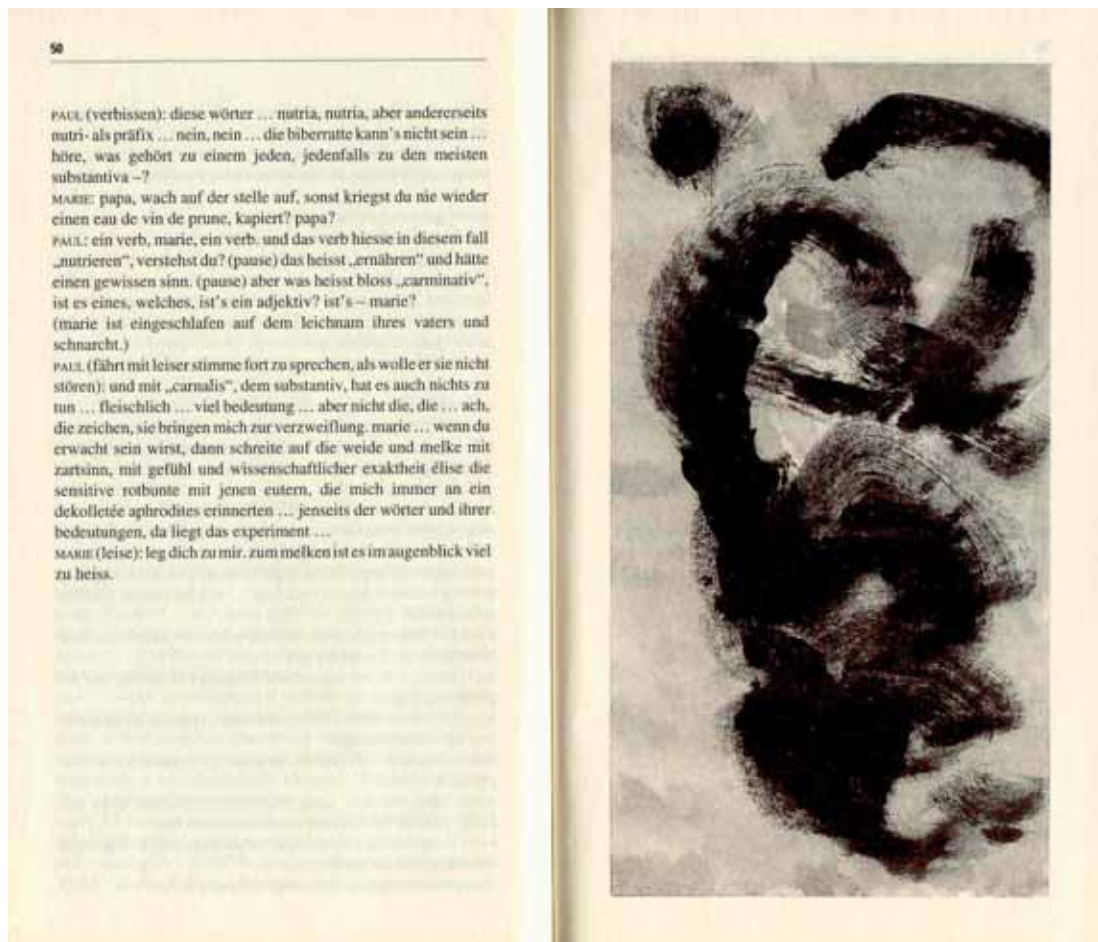 50
PAUL (verbissen): diese wörter … nutria, nutria, aber andererseits
nutri- als präfix … nein, nein … die biberratte kann's nicht sein …
höre, was gehört zu einem jeden, jedenfalls zu den meisten
substantiva –?
MARIE: papa, wach auf der stelle auf, sonst kriegst du nie wieder
einen eau de vin de prune, kapiert? papa?
PAUL: ein verb, marie, ein verb. und das verb hiesse in diesem fall
„nutrieren“, verstehst du? (pause) das heisst „ernähren“ und hätte
einen gewissen sinn. (pause) aber was heisst bloss „carminativ“,
ist es eines, welches, ist's ein adjektiv? ist's – marie?
(marie ist eingeschlafen auf dem leichnam ihres vaters und
schnarcht.)
PAUL (fährt mit leiser stimme fort zu sprechen, als wolle er sie nicht
stören): und mit „carnalis“, dem substantiv, hat es auch nichts zu
tun … fleischlich … viel bedeutung … aber nicht die, die … ach,
die zeichen, sie bringen mich zur verzweiflung. marie … wenn du
erwacht sein wirst, dann schreite auf die weide und melke mit
zartsinn, mit gefühl und wissenschaftlicher exaktheit élise die
sensitive rotbunte mit jenen eutern, die mich immer an ein
dekolletée aphrodites erinnerten … jenseits der wörter und ihrer
bedeutungen, da liegt das experiment …
MARIE (leise): leg dich zu mir. zum melken ist es im augenblick viel
zu heiss.